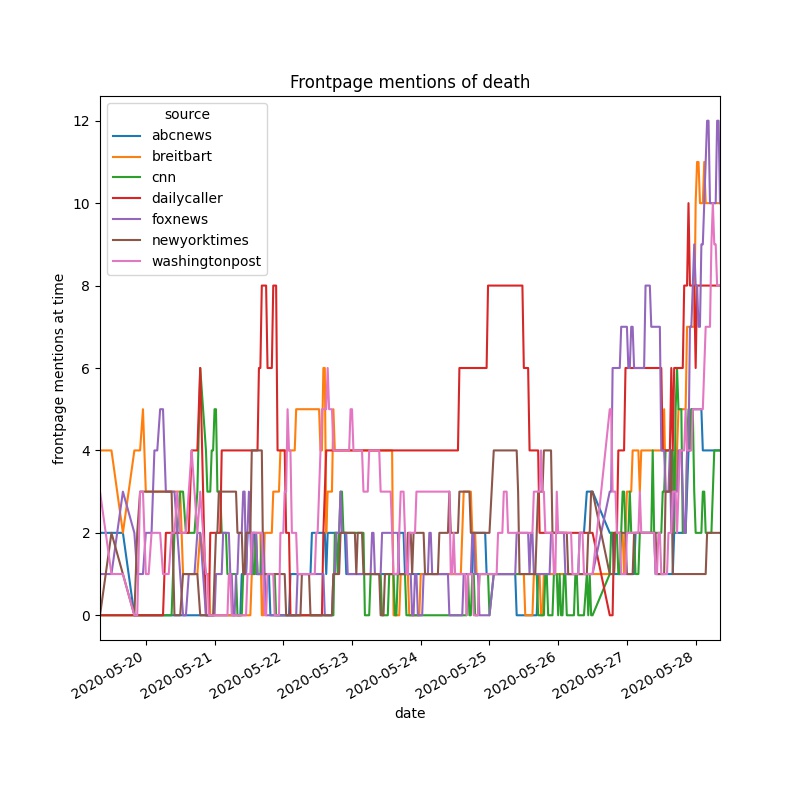 Frontpage mentions of death
source
abcnews
breitbart
cnn
dailycaller
foxnews
newyorktimes
washingtonpost
frontpage mentions at time
12
10
8
6
4
2
0
2020-05-20
2020-05-21
2020-05-22
2020-05-23
2020-05-24
2020-05-25
2020-05-26
2020-05-27
2020-05-28
date